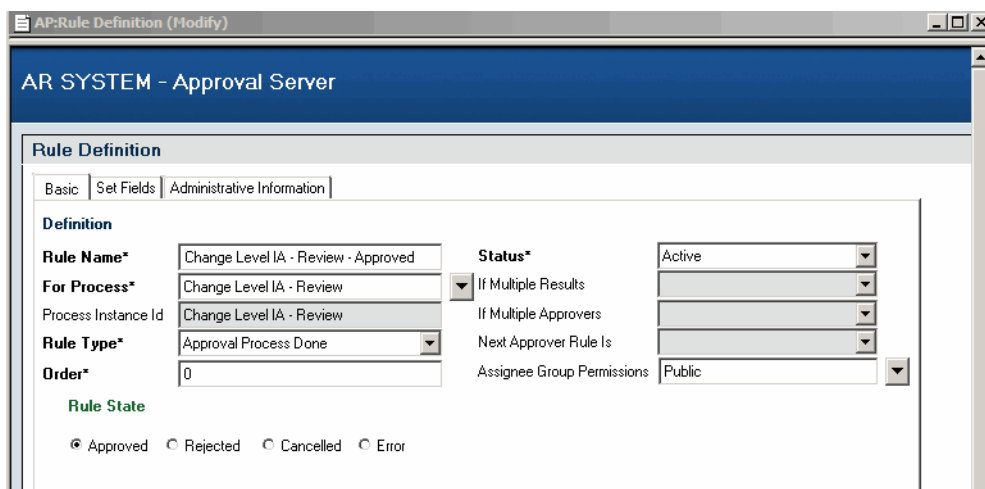 AP:Rule Definition (Modify)
AR SYSTEM - Approval Server
Rule Definition
Basic Set Fields Administrative Information
Definition
Rule Name* Change Level IA - Review - Approved Status* Active
For Process* Change Level IA - Review If Multiple Results
Process Instance Id Change Level IA - Review If Multiple Approvers
Rule Type* Approval Process Done Next Approver Rule Is
Order* 0 Assignee Group Permissions Public
Rule State
Approved Rejected Cancelled Error